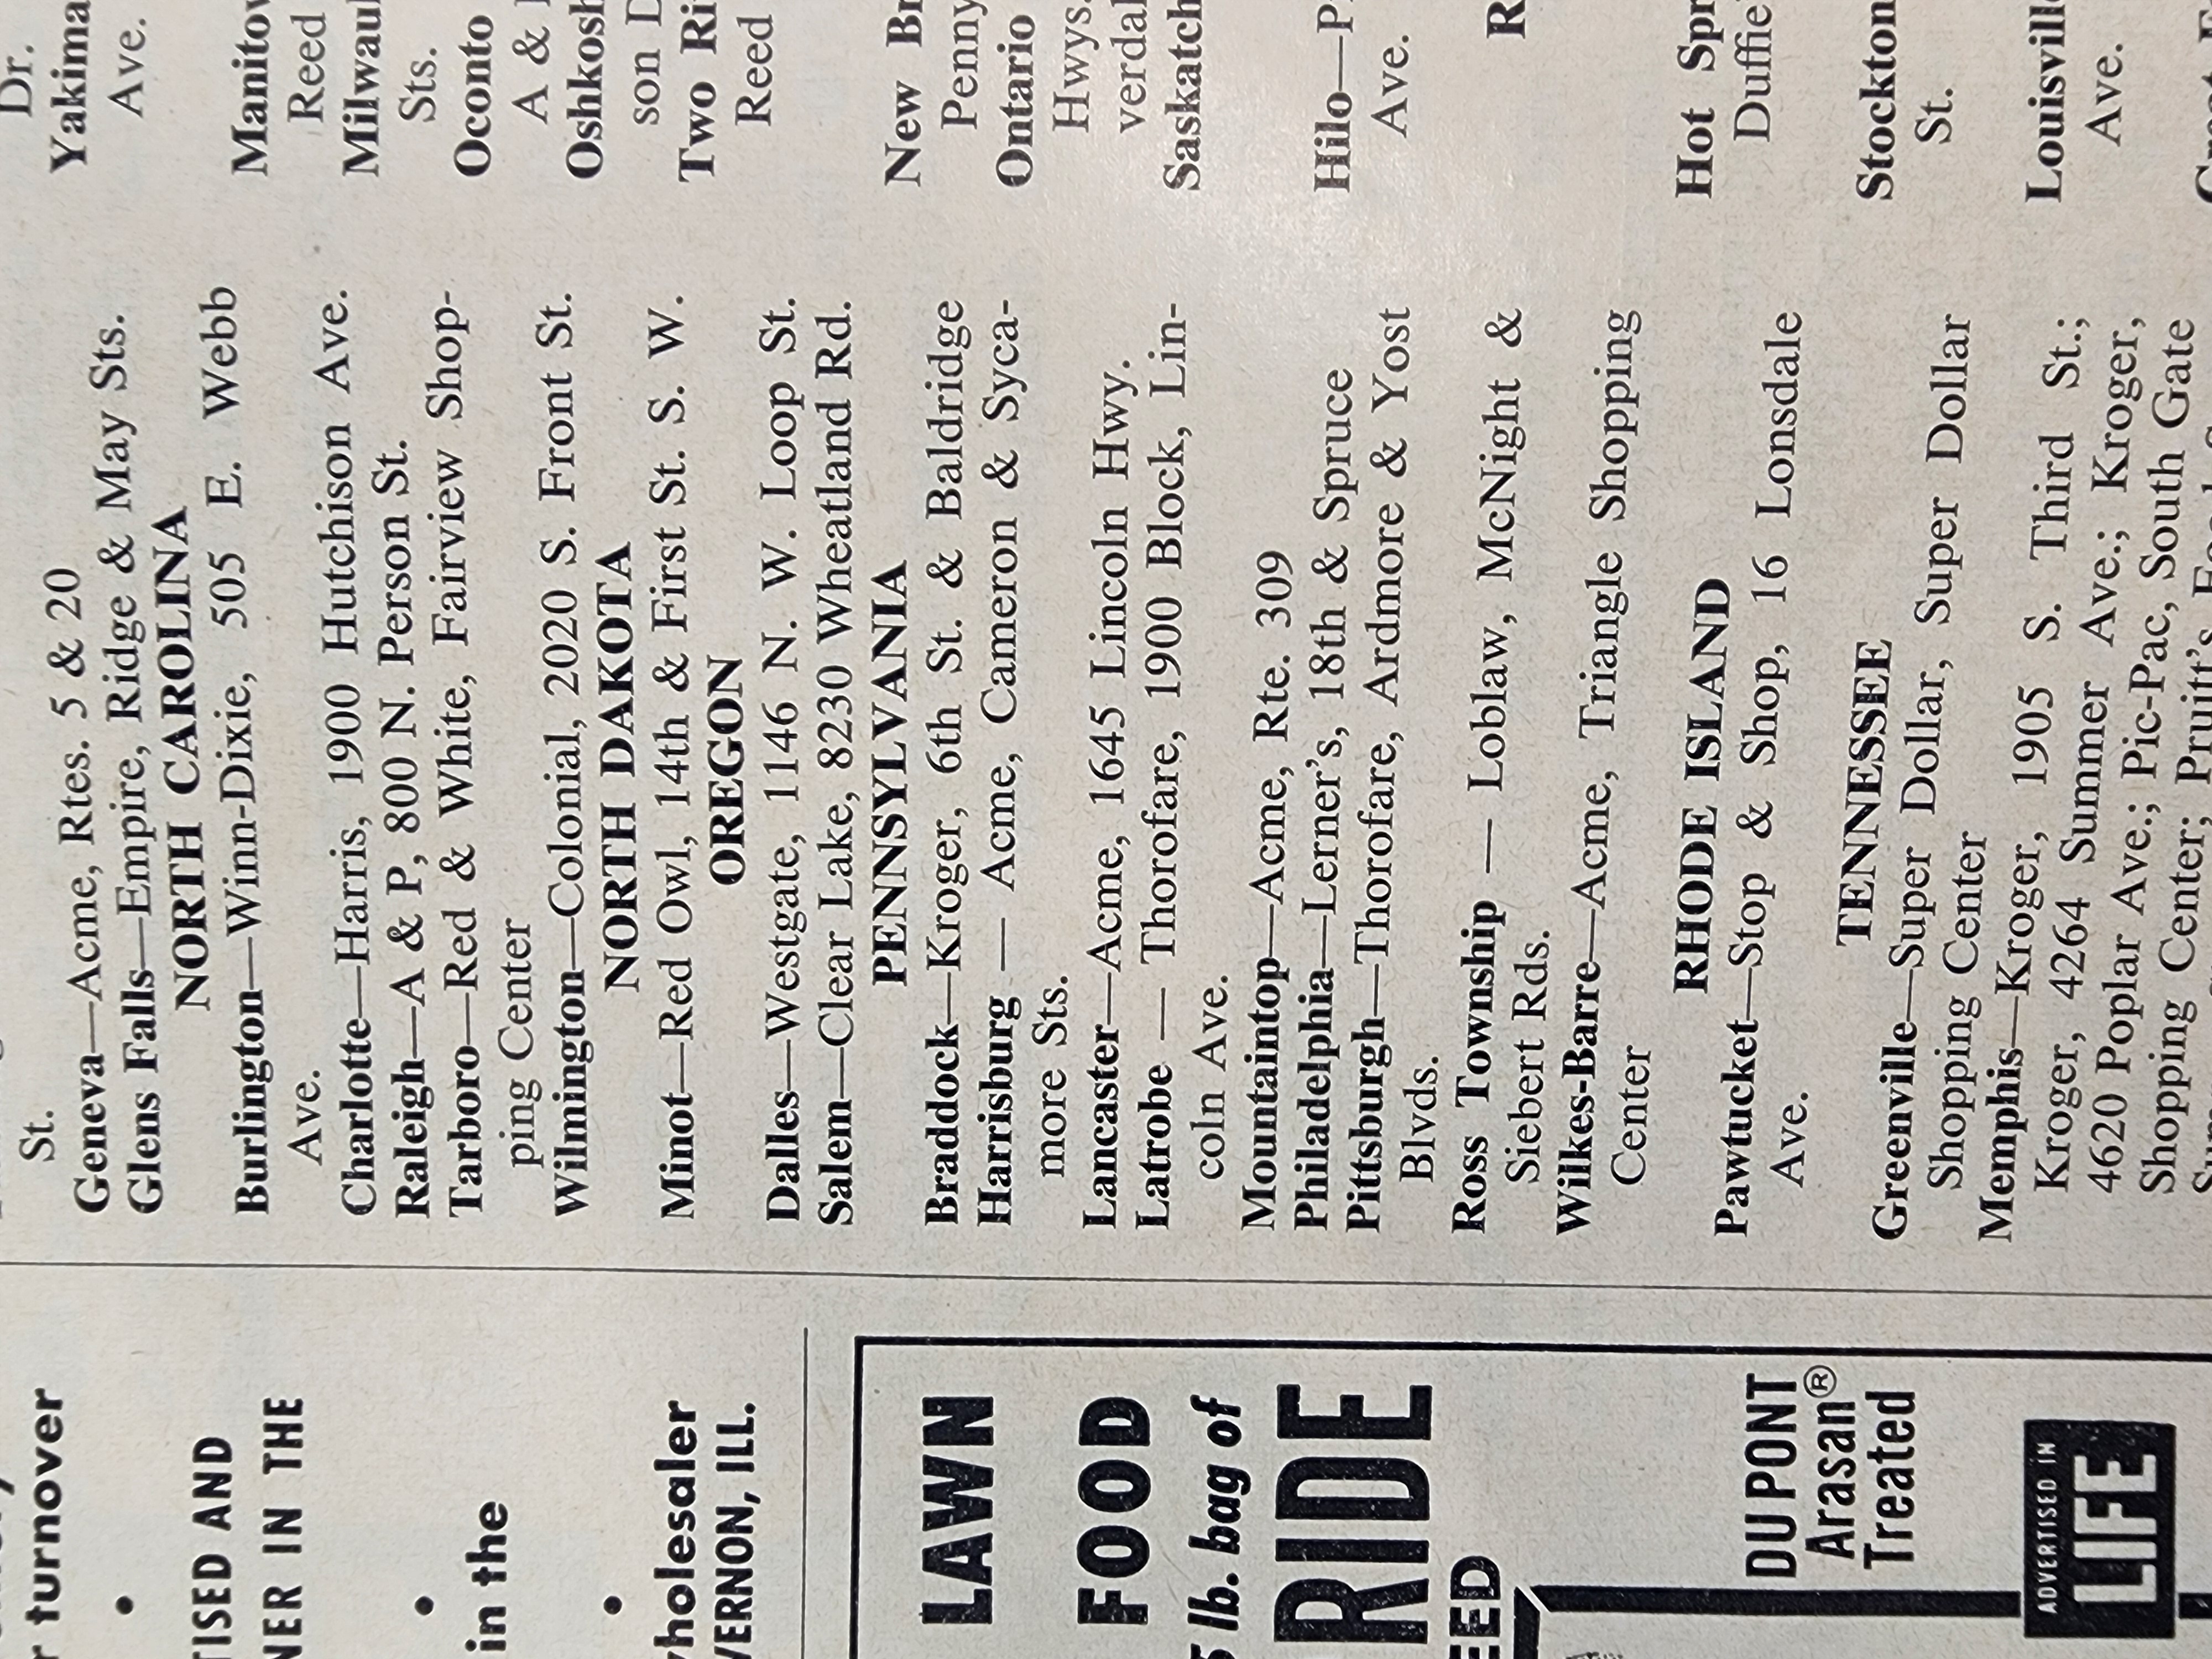 r turnover
•
TISED AND
NER IN THE
•
in the
•
wholesaler
VERNON, ILL.
LAWN
FOOD
lb. bag of
RIDE
EED
DUPONT
Arasan®
Treated
ADVERTISED IN
LIFE
St.
Geneva—Acme, Rtes. 5 & 20
Glens Falls—Empire, Ridge & May Sts.
NORTH CAROLINA
Burlington—Winn-Dixie, 505 E. Webb
Ave.
Charlotte—Harris, 1900 Hutchison Ave.
Raleigh—A & P, 800 N. Person St.
Tarboro—Red & White, Fairview Shop-
ping Center
Wilmington—Colonial, 2020 S. Front St.
NORTH DAKOTA
Minot—Red Owl, 14th & First St. S. W.
OREGON
Dalles—Westgate, 1146 N. W. Loop St.
Salem—Clear Lake, 8230 Wheatland Rd.
PENNSYLVANIA
Braddock—Kroger, 6th St. & Baldridge
Harrisburg — Acme, Cameron & Syca-
more Sts.
Lancaster—Acme, 1645 Lincoln Hwy.
Latrobe — Thorofare, 1900 Block, Lin-
coln Ave.
Mountaintop—Acme, Rte. 309
Philadelphia—Lerner's, 18th & Spruce
Pittsburgh—Thorofare, Ardmore & Yost
Blvds.
Ross Township — Loblaw, McNight &
Siebert Rds.
Wilkes-Barre—Acme, Triangle Shopping
Center
RHODE ISLAND
Pawtucket—Stop & Shop, 16 Lonsdale
Ave.
TENNESSEE
Greenville—Super Dollar, Super Dollar
Shopping Center
Memphis—Kroger, 1905 S. Third St.;
Kroger, 4264 Summer Ave.; Kroger,
4620 Poplar Ave.; Pic-Pac, South Gate
Shopping Center; Pruitt's
Dr.
Yakima
Ave.
Manitow
Reed
Milwauk
Sts.
Oconto
A &
Oshkosh
son D
Two Ri
Reed
New Br
Penny
Ontario
Hwys.
verdal
Saskatch
Hilo—P
Ave.
R
Hot Spr
Duffie
Stockton
St.
Louisville
Ave.